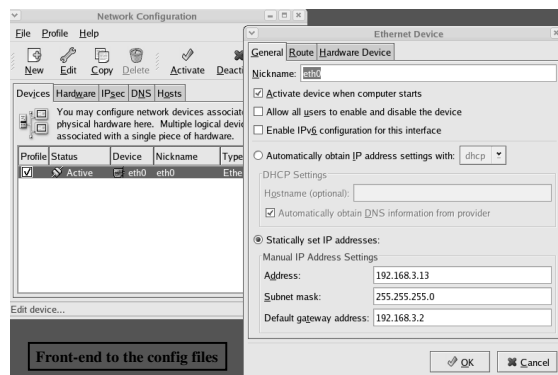 Network Configuration
File Profile Help
New Edit Copy Delete Activate Deacti
Devices Hardware IPsec DNS Hosts
You may configure network devices associate
physical hardware here. Multiple logical devic
associated with a single piece of hardware.
Profile Status Device Nickname Type
Active eth0 eth0 Ethe
Edit device...
Front-end to the config files
Ethernet Device
General Route Hardware Device
Nickname: eth0
Activate device when computer starts
Allow all users to enable and disable the device
Enable IPv6 configuration for this interface
Automatically obtain IP address settings with: dhcp
DHCP Settings
Hostname (optional):
Automatically obtain DNS information from provider
Statically set IP addresses:
Manual IP Address Settings
Address: 192.168.3.13
Subnet mask: 255.255.255.0
Default gateway address: 192.168.3.2
OK Cancel